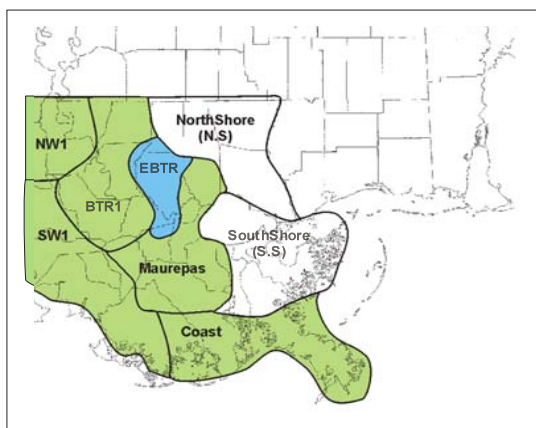 NorthShore
(N.S)
NW1
EBTR
BTR1
SW1
SouthShore
(S.S)
Maurepas
Coast